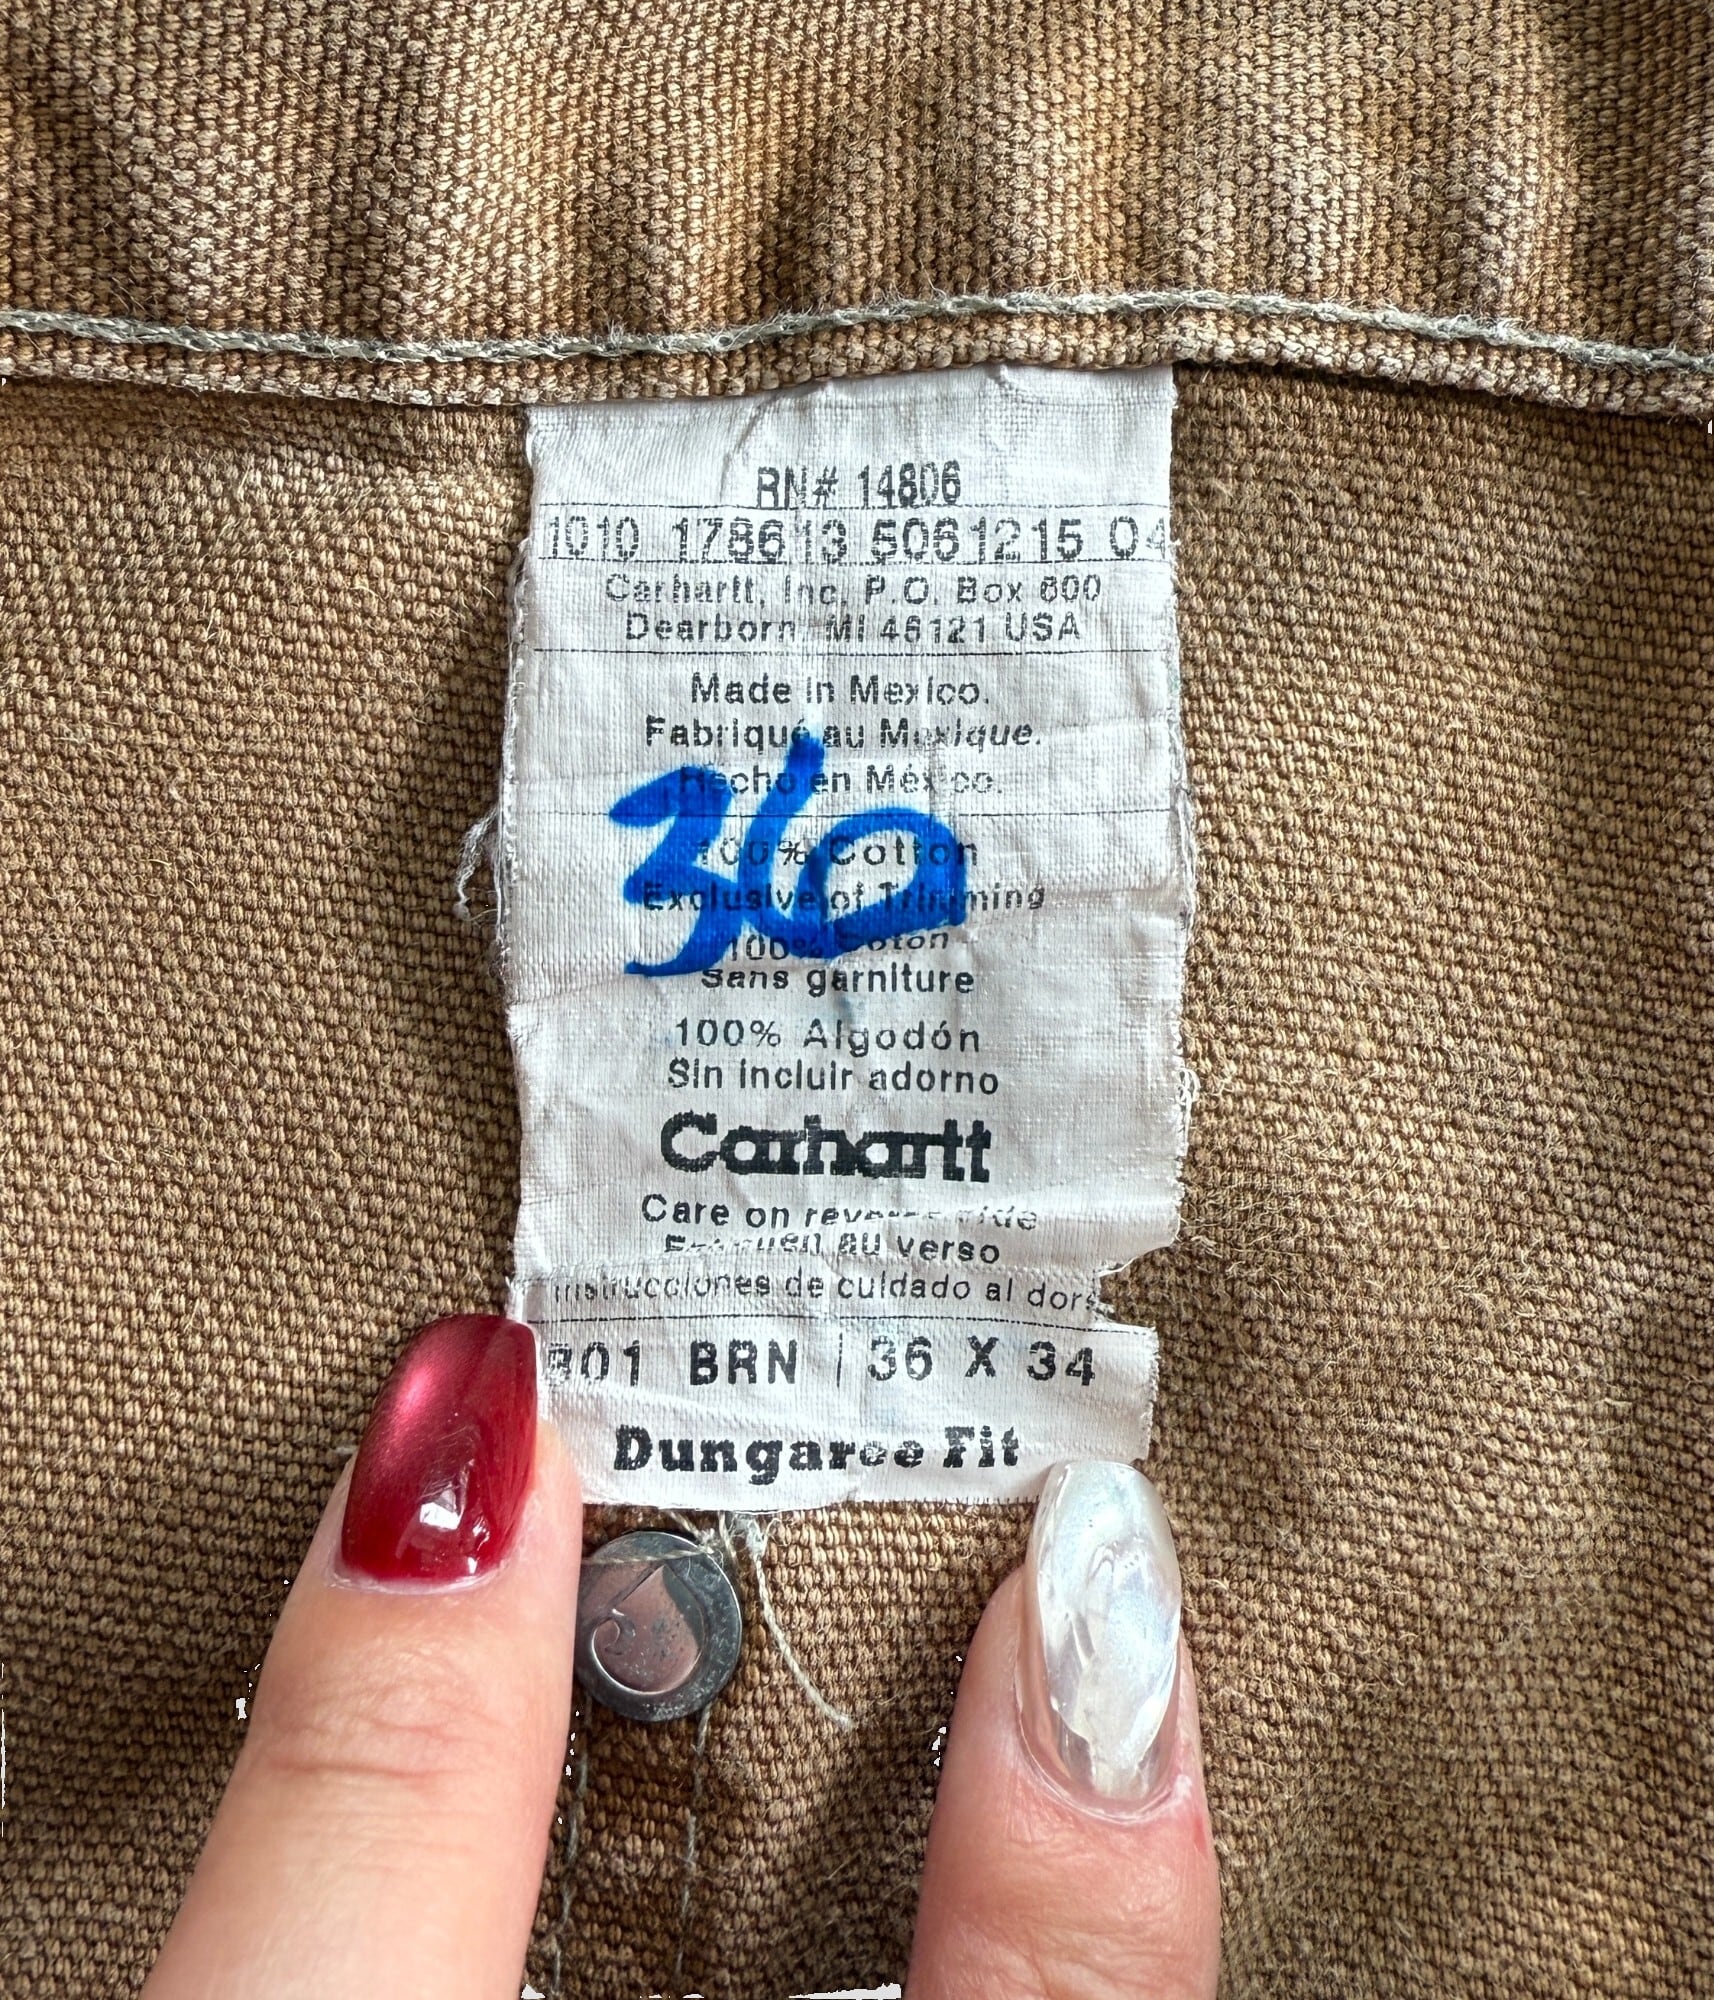 RN# 14806
1010 178613 5061215 04
Carhartt, Inc. P.O. Box 600
Dearborn, MI 48121 USA
Made in Mexico.
Fabriqué au Mexique.
Hecho en México.
36
100% Cotton
Exclusive of Trimming
100% Coton
Sans garniture
100% Algodón
Sin incluir adorno
Carhartt
Care on reverse side
au verso
Instrucciones de cuidado al
BRN | 36 X 34
Dungaree Fit